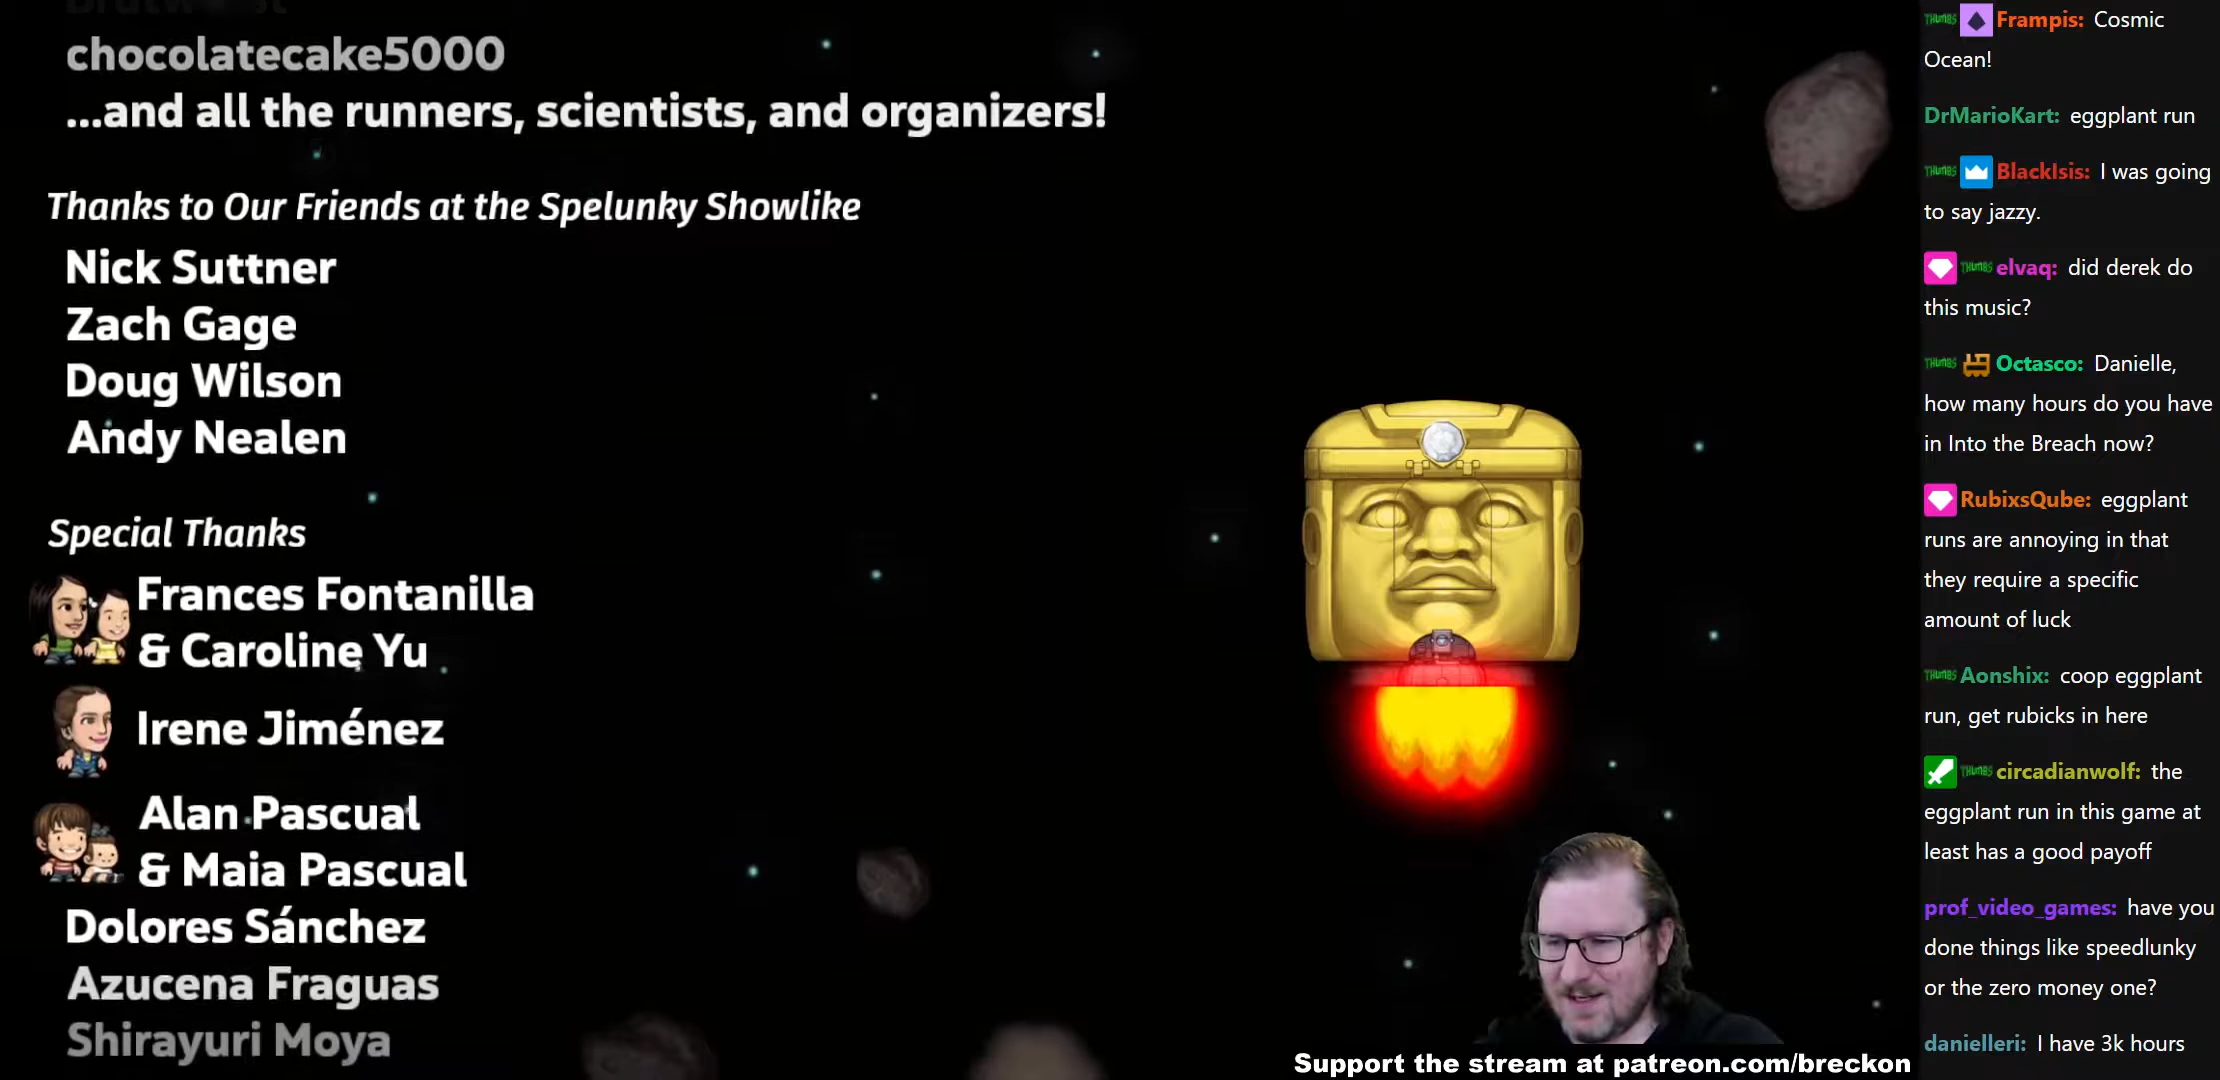 chocolatecake5000
...and all the runners, scientists, and organizers!
Thanks to Our Friends at the Spelunky Showlike
Nick Suttner
Zach Gage
Doug Wilson
Andy Nealen
Special Thanks
Frances Fontanilla
& Caroline Yu
Irene Jiménez
Alan Pascual
& Maia Pascual
Dolores Sánchez
Azucena Fraguas
Shirayuri Moya
Support the stream at patreon.com/breckon
THUMBS Frampis: Cosmic
Ocean!
DrMarioKart: eggplant run
THUMBS BlackIsis: I was going
to say jazzy.
THUMBS elvaq: did derek do
this music?
THUMBS Octasco: Danielle,
how many hours do you have
in Into the Breach now?
RubixsQube: eggplant
runs are annoying in that
they require a specific
amount of luck
THUMBS Aonshix: coop eggplant
run, get rubicks in here
THUMBS circadianwolf: the
eggplant run in this game at
least has a good payoff
prof_video_games: have you
done things like speedlunky
or the zero money one?
danielleri: I have 3k hours